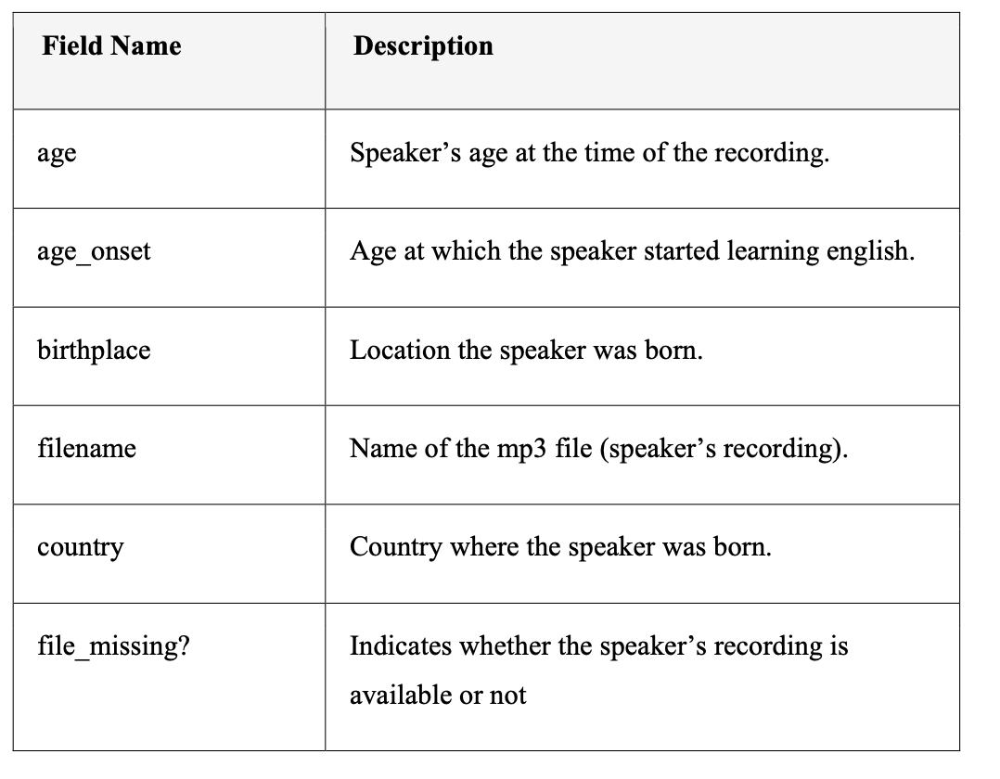 Field Name Description
age Speaker’s age at the time of the recording.
age_onset Age at which the speaker started learning english.
birthplace Location the speaker was born.
filename Name of the mp3 file (speaker’s recording).
country Country where the speaker was born.
file_missing? Indicates whether the speaker’s recording is
available or not